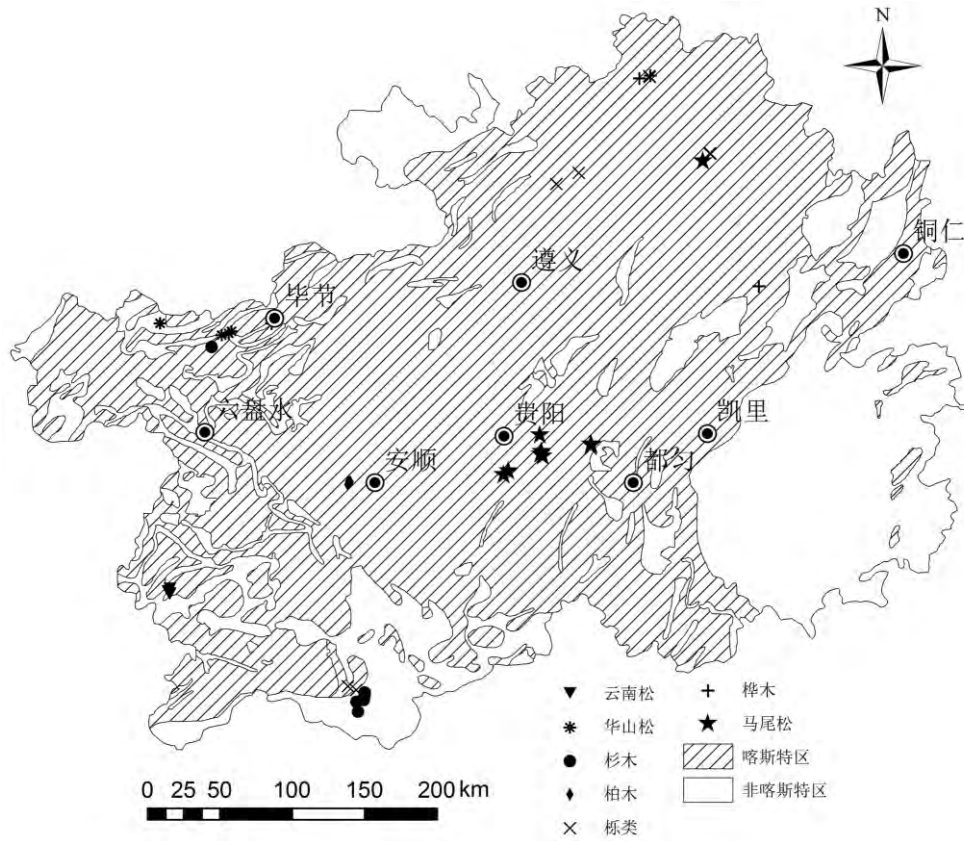 N
铜仁
遵义
毕节
六盘水
贵阳
凯里
安顺
都匀
云南松
桦木
华山松
马尾松
杉木
喀斯特区
柏木
非喀斯特区
栎类
0 25 50 100 150 200 km